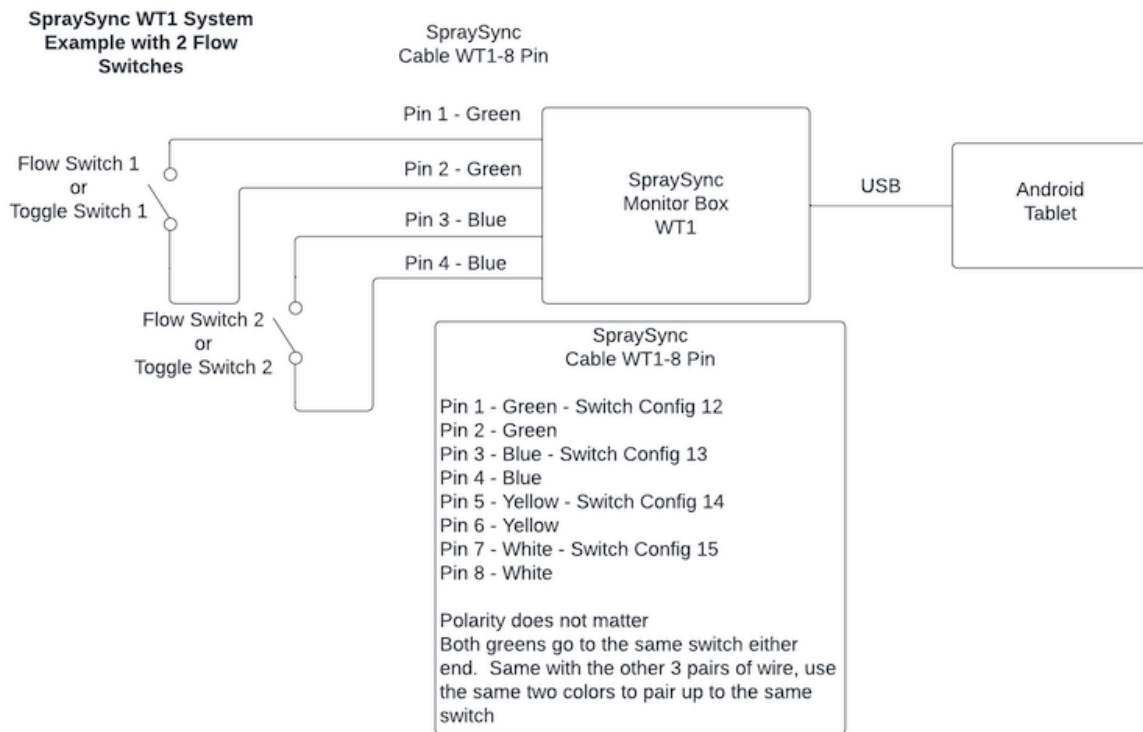 SpraySync WT1 System
Example with 2 Flow
Switches
SpraySync
Cable WT1-8 Pin
Pin 1 - Green
Flow Switch 1
or
Toggle Switch 1
Pin 2 - Green
Pin 3 - Blue
Pin 4 - Blue
SpraySync
Monitor Box
WT1
USB
Android
Tablet
Flow Switch 2
or
Toggle Switch 2
SpraySync
Cable WT1-8 Pin
Pin 1 - Green - Switch Config 12
Pin 2 - Green
Pin 3 - Blue - Switch Config 13
Pin 4 - Blue
Pin 5 - Yellow - Switch Config 14
Pin 6 - Yellow
Pin 7 - White - Switch Config 15
Pin 8 - White
Polarity does not matter
Both greens go to the same switch either
end.  Same with the other 3 pairs of wire, use
the same two colors to pair up to the same
switch